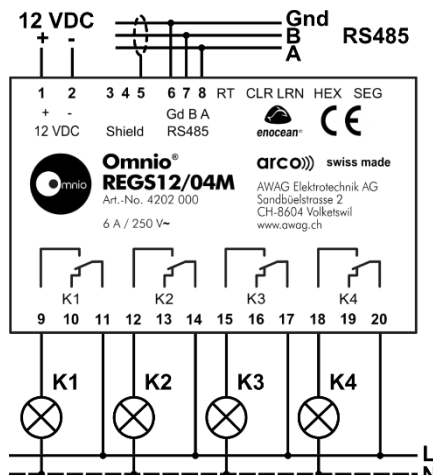 12 VDC
+ -
Gnd
B
A
RS485
1 2 3 4 5 6 7 8 RT CLR LRN HEX SEG
+ - Gd B A
12 VDC Shield RS485
enocean® CE
Omnio
Omnio®
REGS12/04M
Art.-No. 4202 000
6 A / 250 V~
arco))) swiss made
AWAG Elektrotechnik AG
Sandbüelstrasse 2
CH-8604 Volketswil
www.awag.ch
K1 K2 K3 K4
9 10 11 12 13 14 15 16 17 18 19 20
K1 K2 K3 K4
L
N